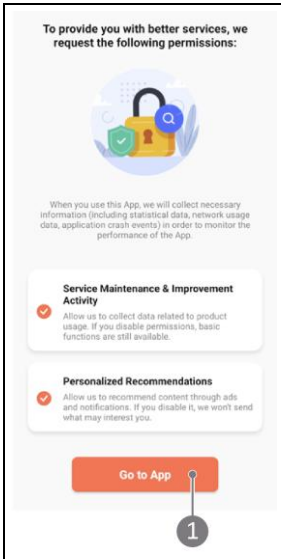 To provide you with better services, we
request the following permissions:
When you use this App, we will collect necessary
information (including statistical data, network usage
data, application crash events) in order to monitor the
performance of the App.
Service Maintenance & Improvement
Activity
Allow us to collect data related to product
usage. If you disable permissions, basic
functions are still available.
Personalized Recommendations
Allow us to recommend content through ads
and notifications. If you disable it, we won't send
what may interest you.
Go to App
1